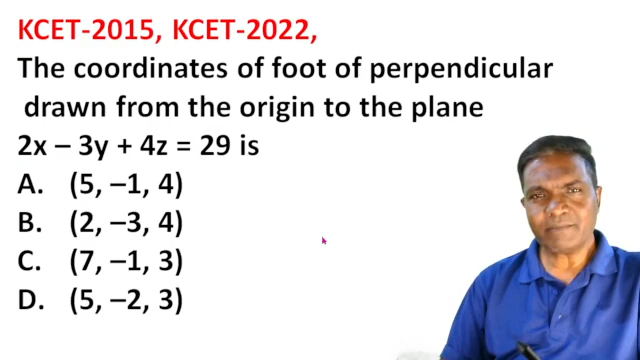 KCET-2015, KCET-2022,
The coordinates of foot of perpendicular
drawn from the origin to the plane
2x – 3y + 4z = 29 is
A. (5, –1, 4)
B. (2, –3, 4)
C. (7, –1, 3)
D. (5, –2, 3)